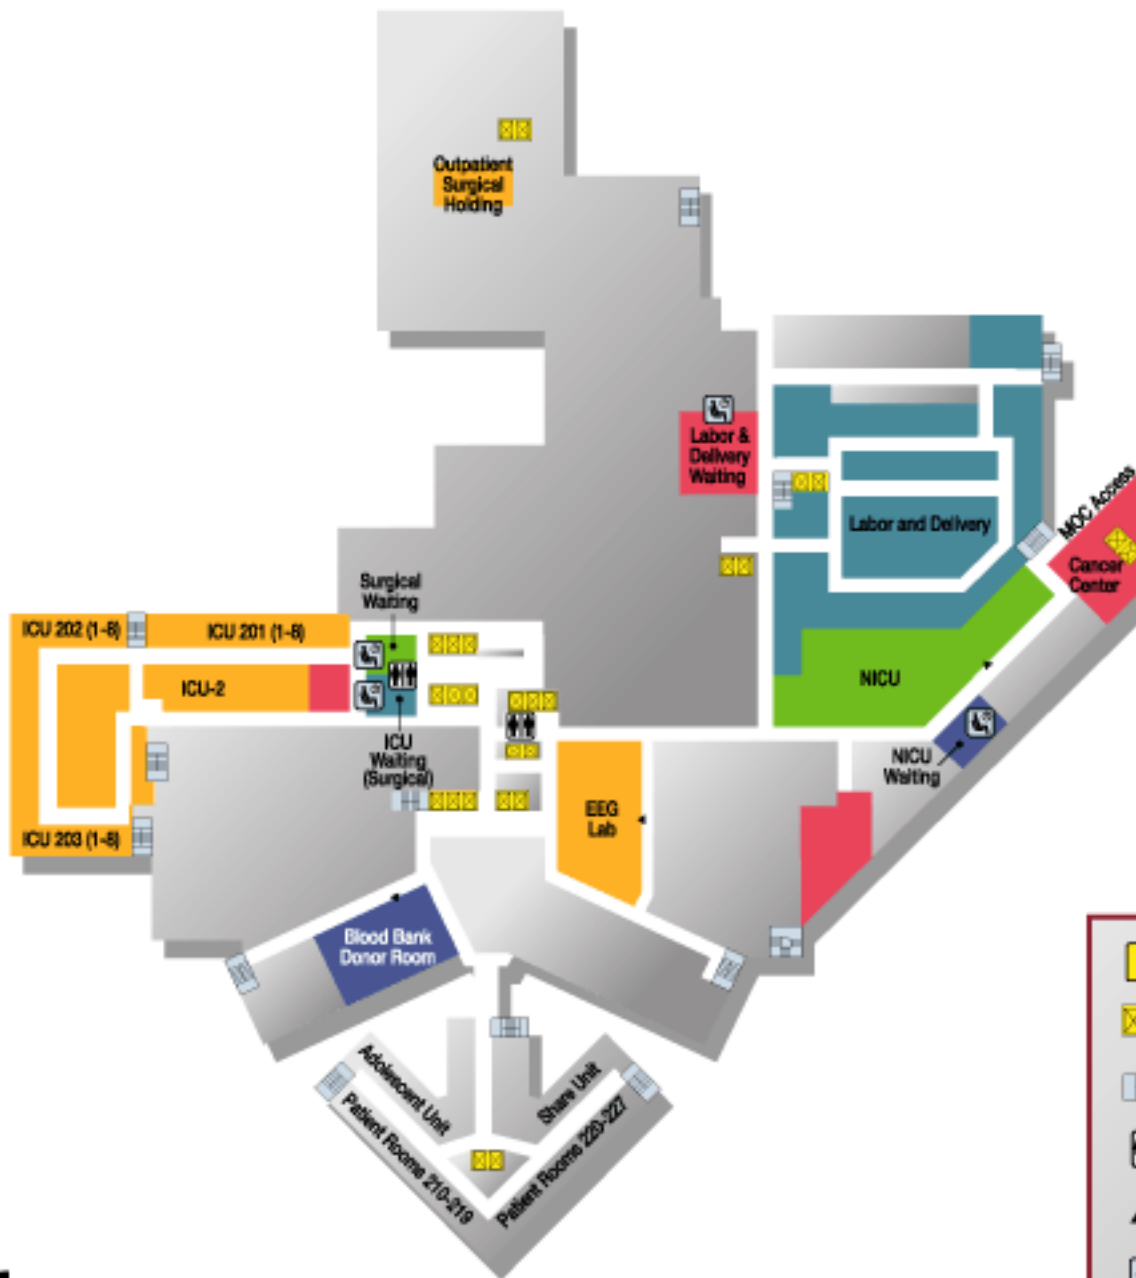 Outpatient
Surgical
Holding
Labor &
Delivery
Waiting
MOC Access
Labor and Delivery
Cancer
Center
Surgical
Waiting
ICU 202 (1-8)
ICU 201 (1-8)
ICU-2
NICU
ICU
Waiting
(Surgical)
NICU
Waiting
EEG
Lab
ICU 203 (1-8)
Blood Bank
Donor Room
Adolescent Unit
Share Unit
Patient Rooms 210-219
Patient Rooms 220-227